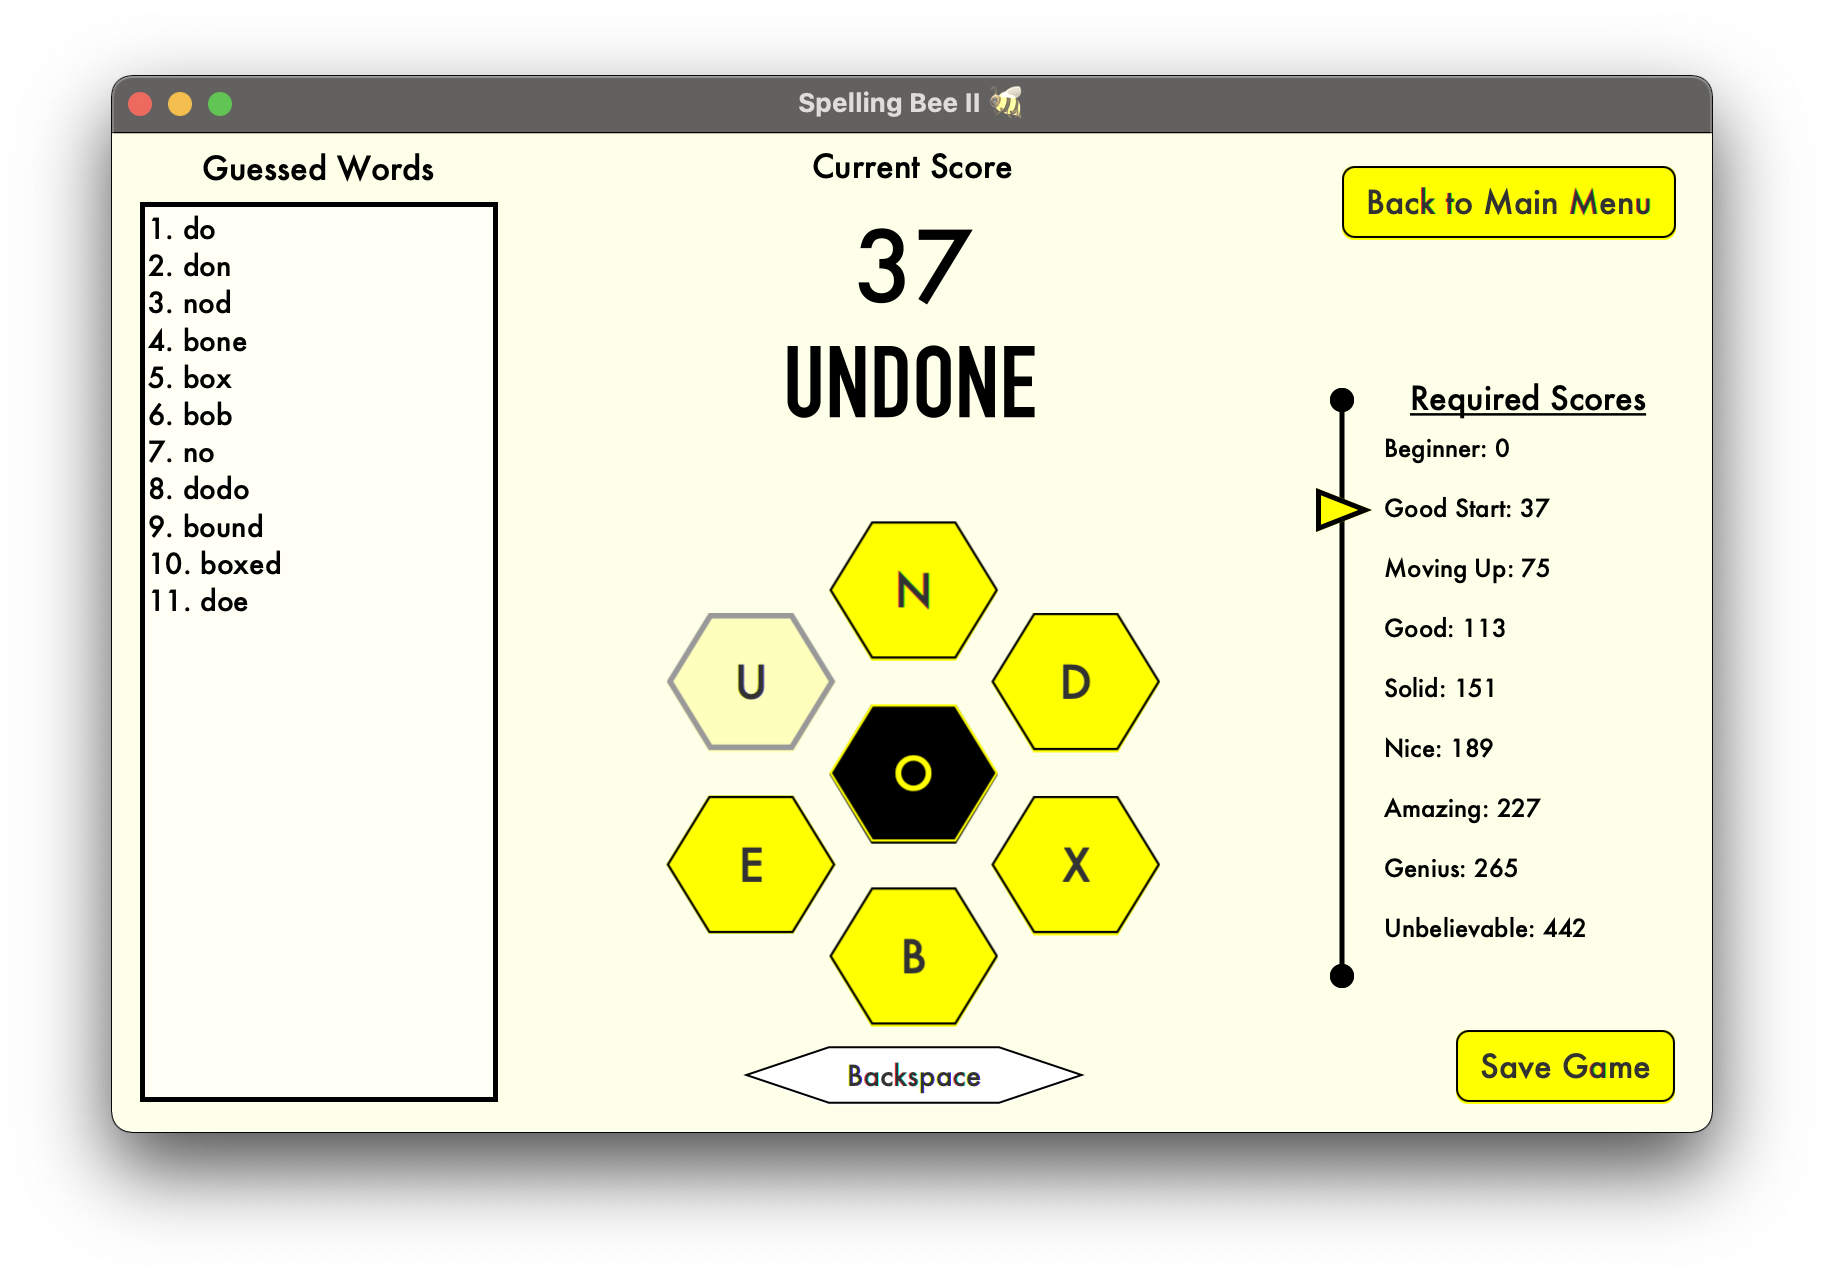 Spelling Bee II
Guessed Words
1. do
2. don
3. nod
4. bone
5. box
6. bob
7. no
8. dodo
9. bound
10. boxed
11. doe
Current Score
37
UNDONE
N
U
D
O
E
X
B
Backspace
Back to Main Menu
Required Scores
Beginner: 0
Good Start: 37
Moving Up: 75
Good: 113
Solid: 151
Nice: 189
Amazing: 227
Genius: 265
Unbelievable: 442
Save Game